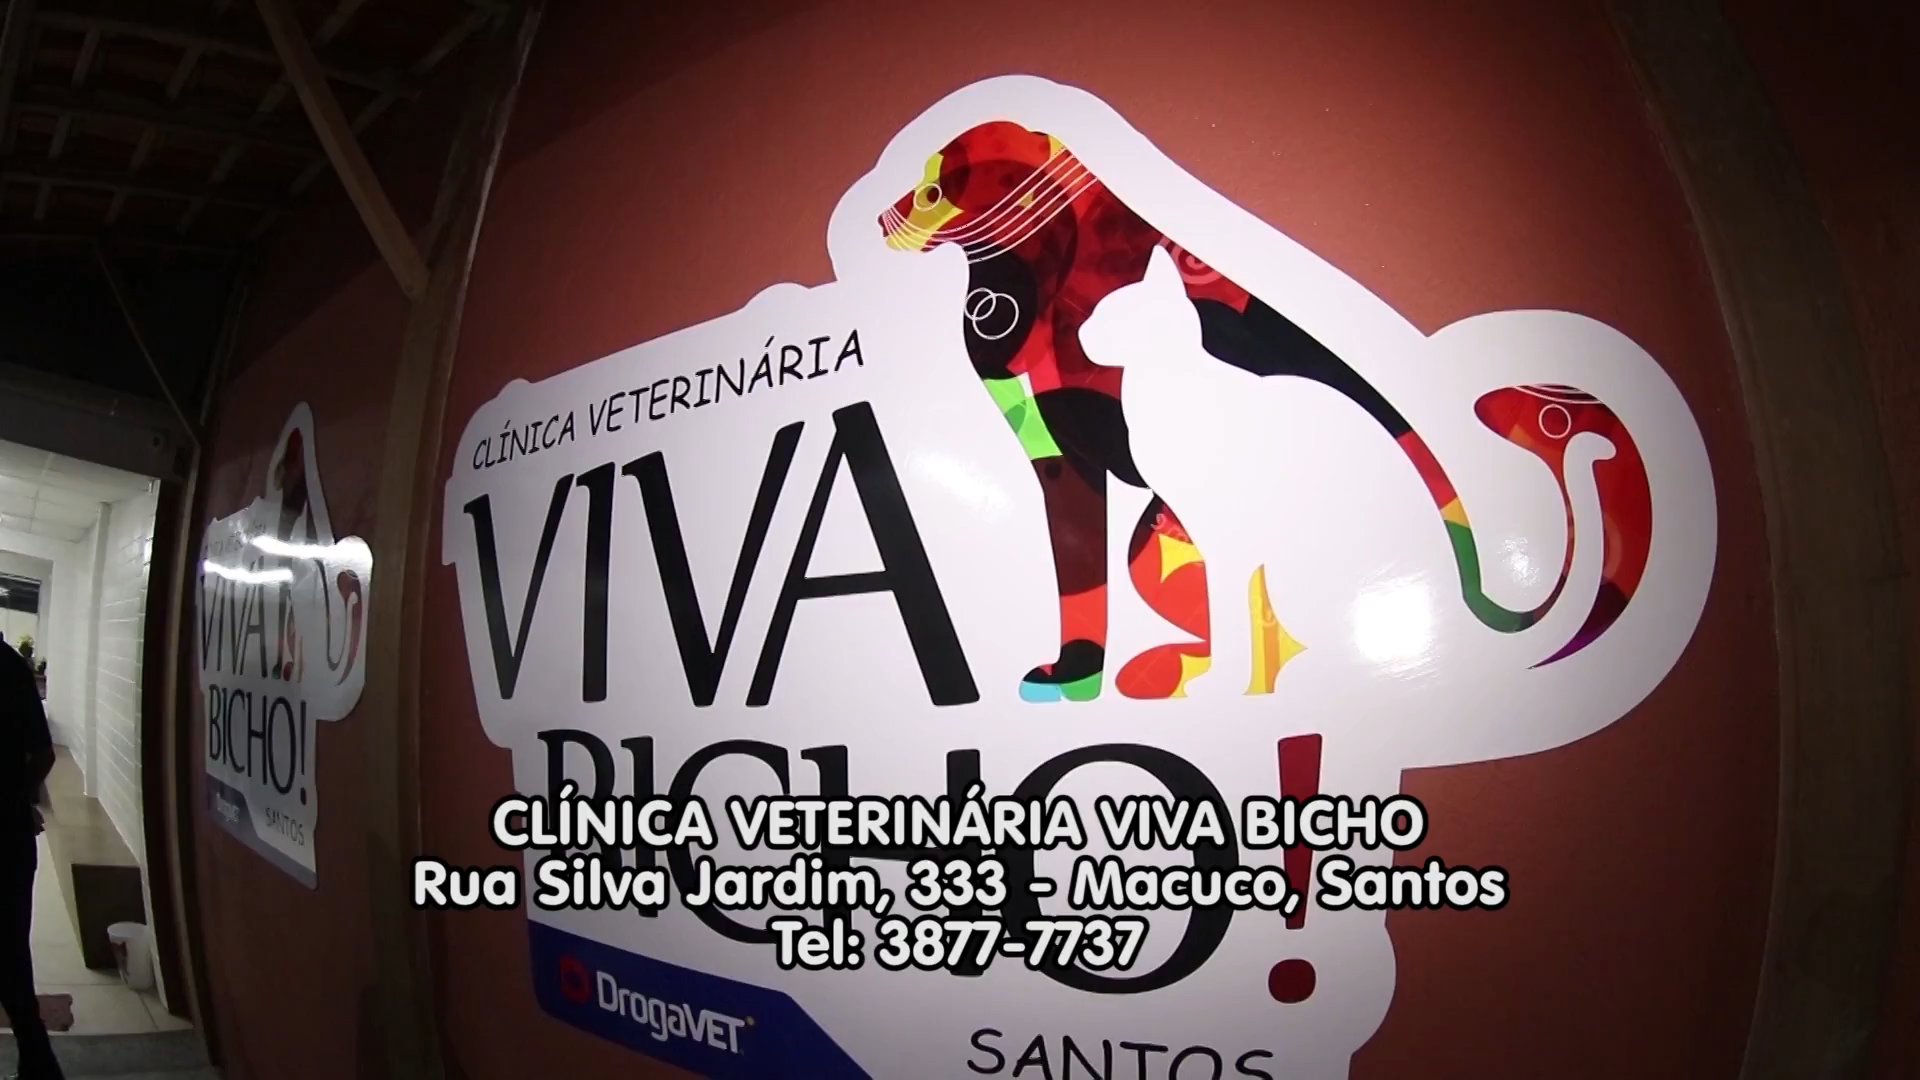 CLÍNICA VETERINÁRIA
VIVA
BICHO!
DrogaVET
SANTOS
VIVA
BICHO!
SANTOS
CLÍNICA VETERINÁRIA VIVA BICHO
Rua Silva Jardim, 333 - Macuco, Santos
Tel: 3877-7737